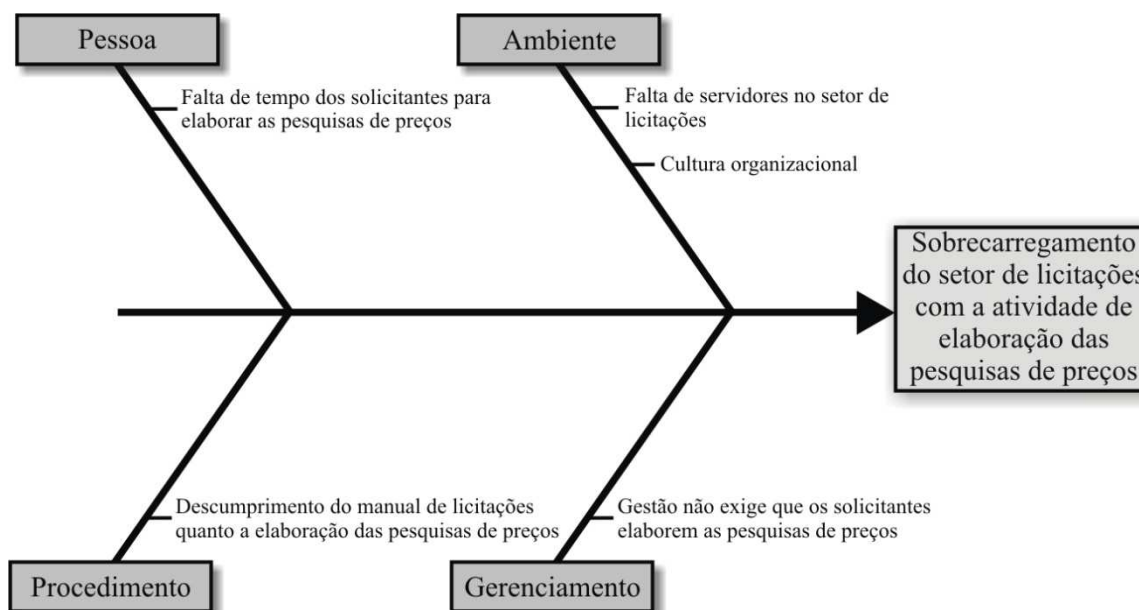 Pessoa
Ambiente
Falta de tempo dos solicitantes para
elaborar as pesquisas de preços
Falta de servidores no setor de
licitações
Cultura organizacional
Sobrecarregamento
do setor de licitações
com a atividade de
elaboração das
pesquisas de preços
Descumprimento do manual de licitações
quanto a elaboração das pesquisas de preços
Gestão não exige que os solicitantes
elaborem as pesquisas de preços
Procedimento
Gerenciamento